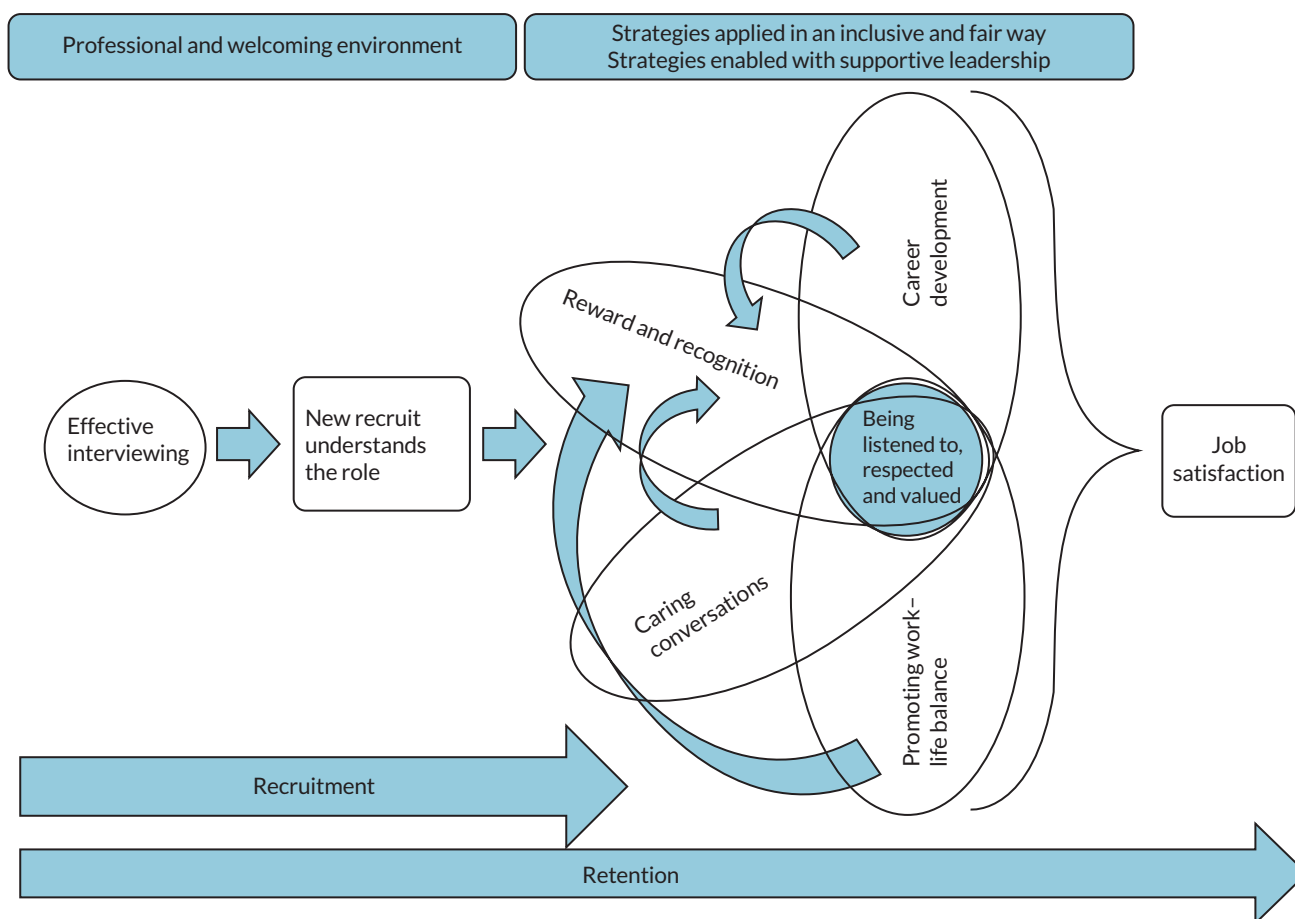 Professional and welcoming environment
Strategies applied in an inclusive and fair way
Strategies enabled with supportive leadership
Career
development
Reward and recognition
Effective
interviewing
New recruit
understands
the role
Being
listened to,
respected
and valued
Job
satisfaction
Caring
conversations
Promoting work–
life balance
Recruitment
Retention